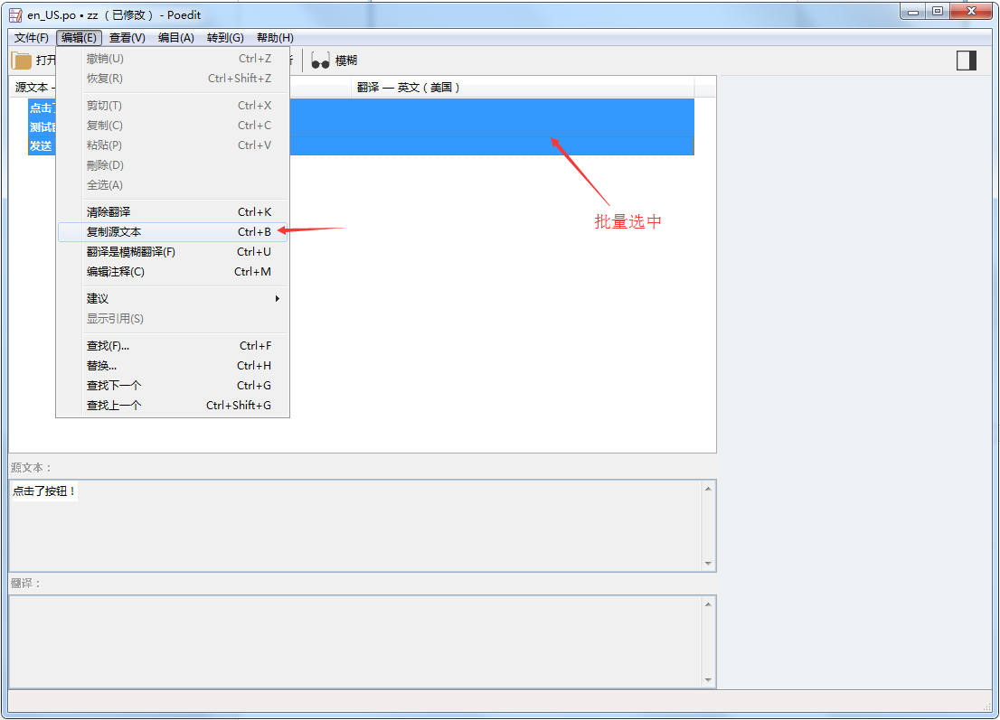 en_US.po • zz （已修改） - Poedit
文件(F) 编辑(E) 查看(V) 编目(A) 转到(G) 帮助(H)
打开 模糊
源文本 — 翻译 — 英文 ( 美国 )
点击了
测试
发送
撤销(U) Ctrl+Z
恢复(R) Ctrl+Shift+Z
剪切(T) Ctrl+X
复制(C) Ctrl+C
粘贴(P) Ctrl+V
刪除(D)
全选(A)
清除翻译 Ctrl+K
复制源文本 Ctrl+B
翻译是模糊翻译(F) Ctrl+U
编辑注释(C) Ctrl+M
建议
显示引用(S)
查找(F)... Ctrl+F
替换... Ctrl+H
查找下一个 Ctrl+G
查找上一个 Ctrl+Shift+G
批量选中
源文本：
点击了按钮！
翻译：